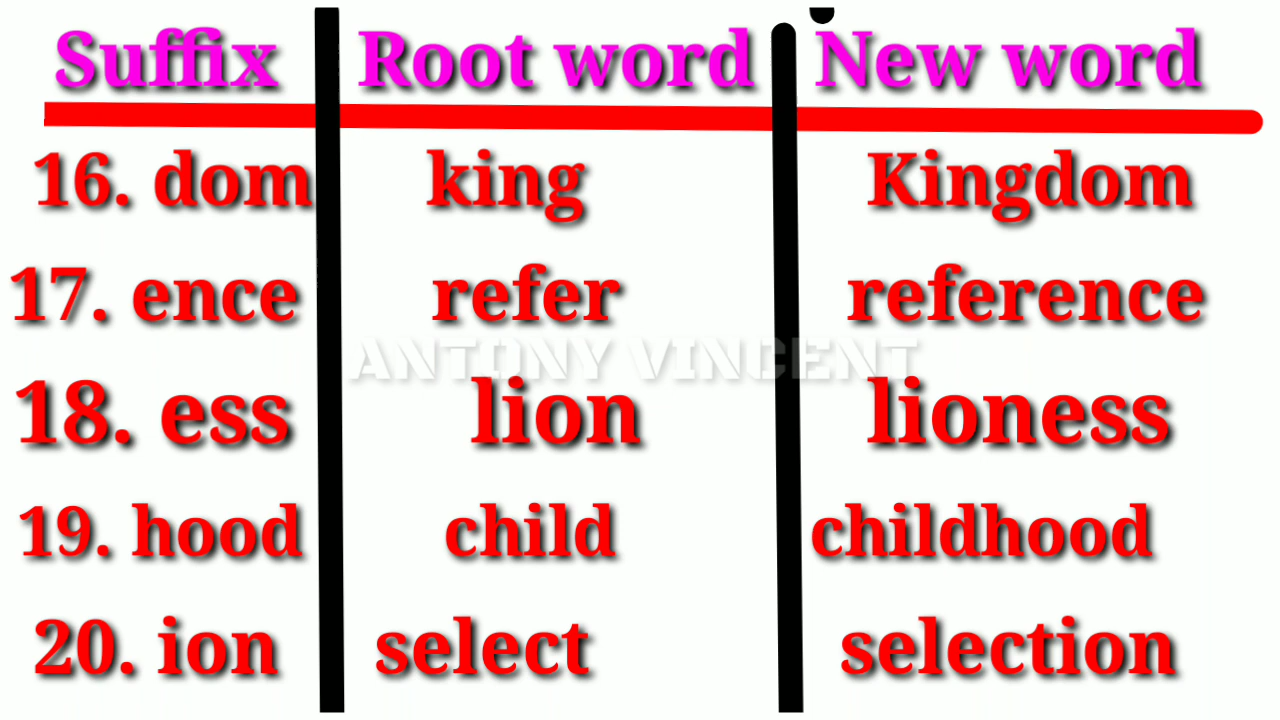 Suffix Root word New word
16. dom king Kingdom
17. ence refer reference
ANTONY VINCENT
18. ess lion lioness
19. hood child childhood
20. ion select selection